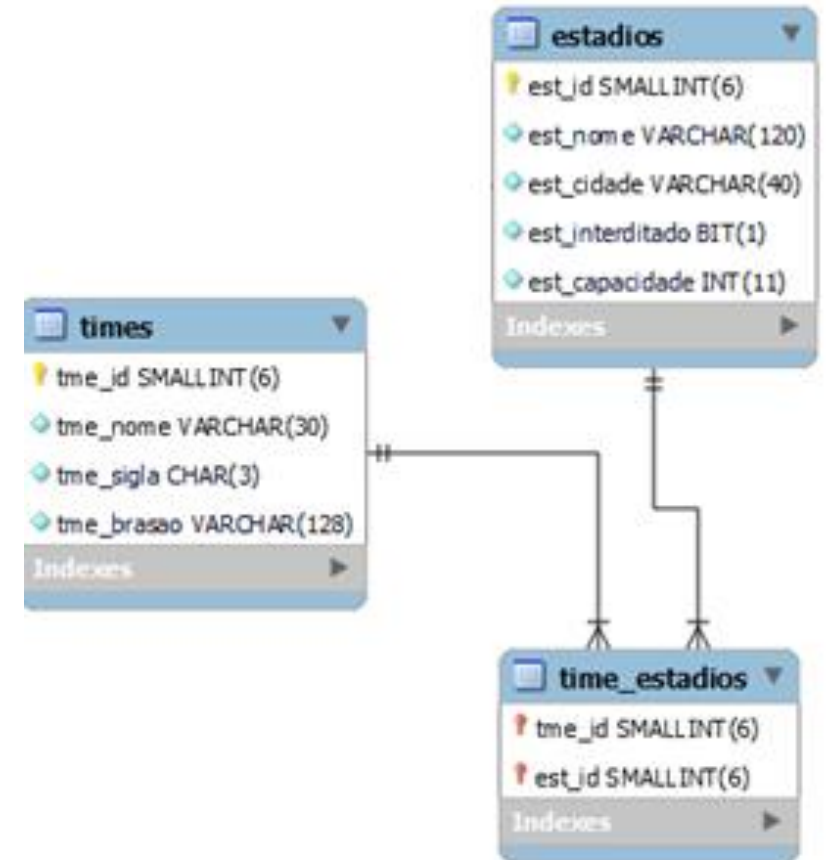 estadios
est_id SMALLINT(6)
est_nome VARCHAR(120)
est_cidade VARCHAR(40)
est_interditado BIT(1)
est_capacidade INT(11)
Indexes
times
tme_id SMALLINT(6)
tme_nome VARCHAR(30)
tme_sigla CHAR(3)
tme_brasao VARCHAR(128)
Indexes
time_estadios
tme_id SMALLINT(6)
est_id SMALLINT(6)
Indexes